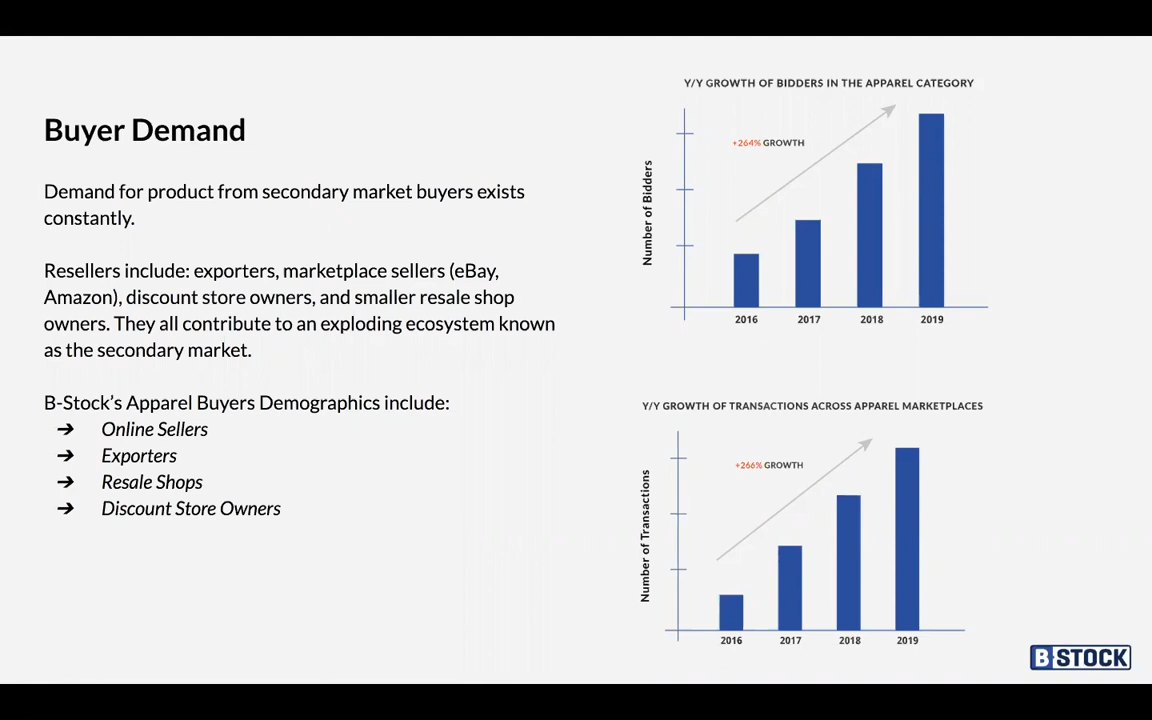 Buyer Demand
Demand for product from secondary market buyers exists
constantly.
Resellers include: exporters, marketplace sellers (eBay,
Amazon), discount store owners, and smaller resale shop
owners. They all contribute to an exploding ecosystem known
as the secondary market.
B-Stock’s Apparel Buyers Demographics include:
➔ Online Sellers
➔ Exporters
➔ Resale Shops
➔ Discount Store Owners
Y/Y GROWTH OF BIDDERS IN THE APPAREL CATEGORY
+264% GROWTH
Number of Bidders
2016 2017 2018 2019
Y/Y GROWTH OF TRANSACTIONS ACROSS APPAREL MARKETPLACES
+266% GROWTH
Number of Transactions
2016 2017 2018 2019
B-STOCK